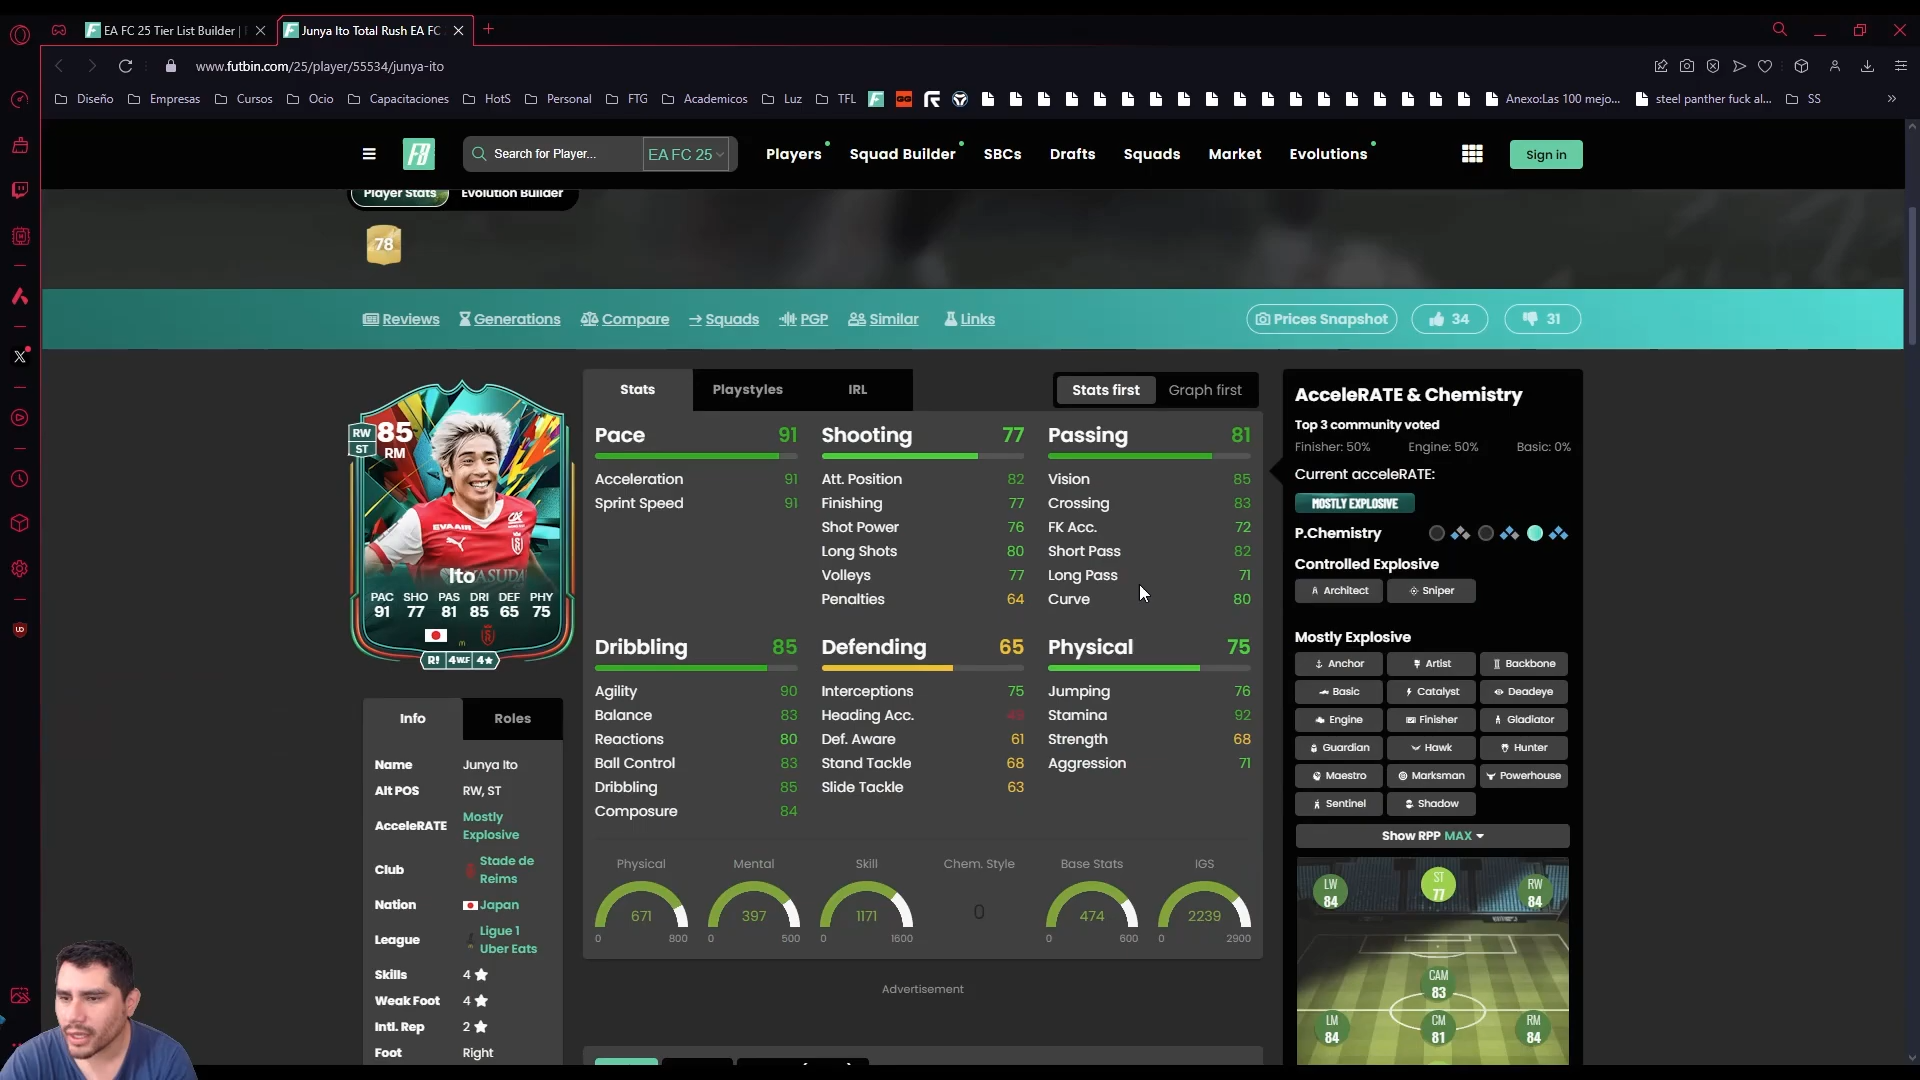 EA FC 25 Tier List Builder |
Junya Ito Total Rush EA FC
www.futbin.com/25/player/55534/junya-ito
Diseño Empresas Cursos Ocio Capacitaciones HotS Personal FTG Academicos Luz TFL Anexo:Las 100 mejo... steel panther fuck al... SS »
FB Search for Player... EA FC 25 Players Squad Builder SBCs Drafts Squads Market Evolutions Sign in
Player Stats Evolution Builder
78
Reviews Generations Compare Squads PGP Similar Links Prices Snapshot 34 31
RW 85
ST RM
EVA AIR
YASUDA
Ito
PAC SHO PAS DRI DEF PHY
91 77 81 85 65 75
R! 4W.F 4★
Info Roles
Name Junya Ito
Alt POS RW, ST
AcceleRATE Mostly
Explosive
Club Stade de
Reims
Nation Japan
League Ligue 1
Uber Eats
Skills 4 ★
Weak Foot 4 ★
Intl. Rep 2 ★
Foot Right
Stats Playstyles IRL Stats first Graph first
Pace 91
Acceleration 91
Sprint Speed 91
Shooting 77
Att. Position 82
Finishing 77
Shot Power 76
Long Shots 80
Volleys 77
Penalties 64
Passing 81
Vision 85
Crossing 83
FK Acc. 72
Short Pass 82
Long Pass 71
Curve 80
Dribbling 85
Agility 90
Balance 83
Reactions 80
Ball Control 83
Dribbling 85
Composure 84
Defending 65
Interceptions 75
Heading Acc. 49
Def. Aware 61
Stand Tackle 68
Slide Tackle 63
Physical 75
Jumping 76
Stamina 92
Strength 68
Aggression 71
Physical Mental Skill Chem. Style Base Stats IGS
671 397 1171 0 474 2239
0 800 0 500 0 1600 0 600 0 2900
Advertisement
AcceleRATE & Chemistry
Top 3 community voted
Finisher: 50% Engine: 50% Basic: 0%
Current acceleRATE:
MOSTLY EXPLOSIVE
P.Chemistry
Controlled Explosive
Architect Sniper
Mostly Explosive
Anchor Artist Backbone
Basic Catalyst Deadeye
Engine Finisher Gladiator
Guardian Hawk Hunter
Maestro Marksman Powerhouse
Sentinel Shadow
Show RPP MAX
LW ST RW
84 77 84
CAM
83
LM CM RM
84 81 84